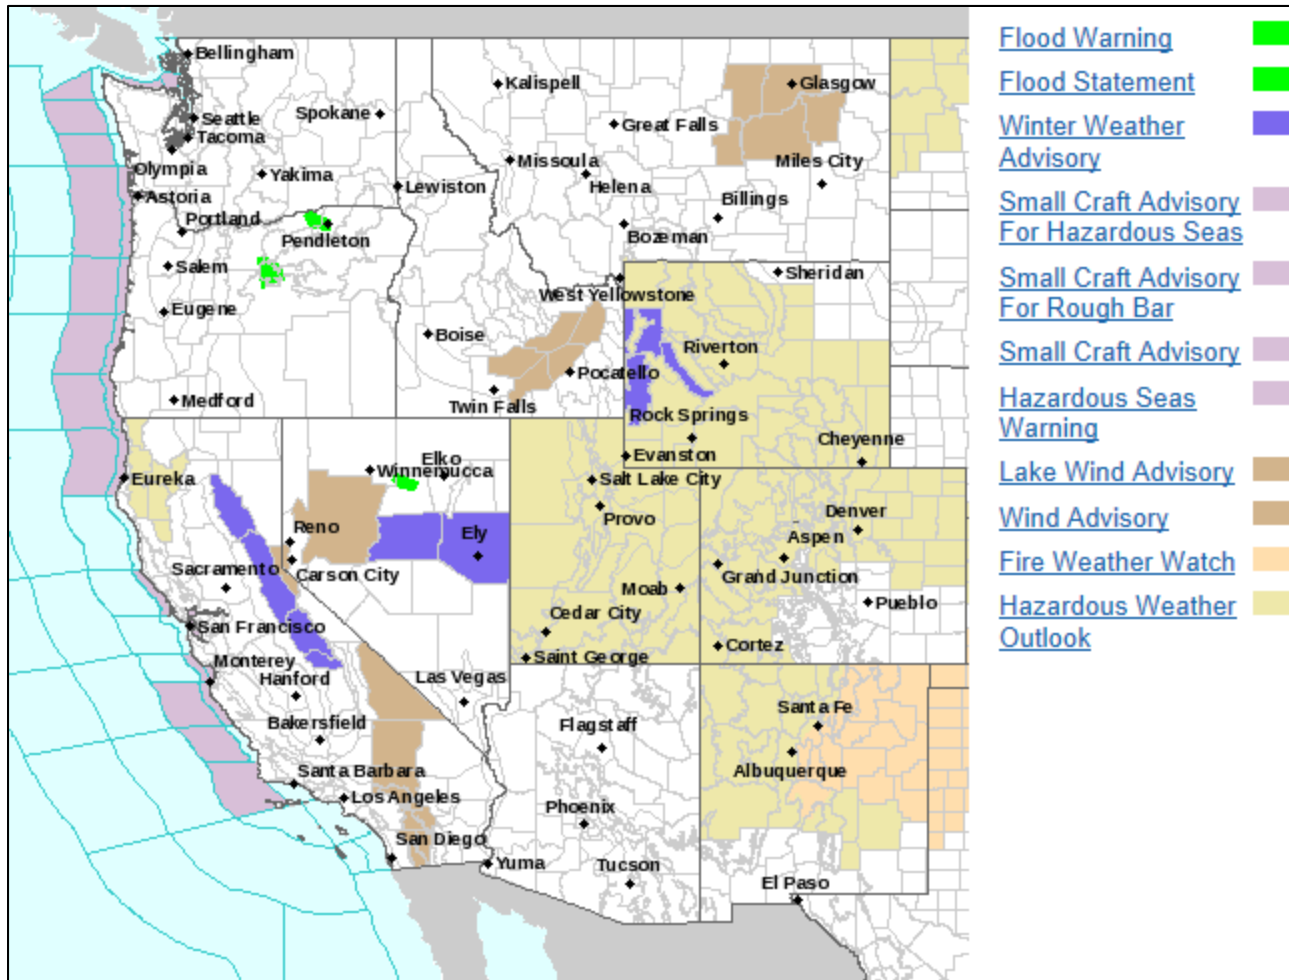 Bellingham
Seattle
Tacoma
Olympia
Spokane
Yakima
Astoria
Portland
Pendleton
Salem
Eugene
Medford
Kalispell
Great Falls
Glasgow
Missoula
Helena
Miles City
Lewiston
Billings
Bozeman
Sheridan
West Yellowstone
Boise
Riverton
Pocatello
Twin Falls
Rock Springs
Cheyenne
Evanston
Eureka
Elko
Winnemucca
Salt Lake City
Reno
Ely
Provo
Denver
Aspen
Sacramento
Carson City
Grand Junction
Moab
Pueblo
San Francisco
Cedar City
Cortez
Saint George
Monterey
Hanford
Las Vegas
Bakersfield
Flagstaff
Santa Fe
Albuquerque
Santa Barbara
Los Angeles
Phoenix
San Diego
Yuma
Tucson
El Paso
Flood Warning
Flood Statement
Winter Weather
Advisory
Small Craft Advisory
For Hazardous Seas
Small Craft Advisory
For Rough Bar
Small Craft Advisory
Hazardous Seas
Warning
Lake Wind Advisory
Wind Advisory
Fire Weather Watch
Hazardous Weather
Outlook